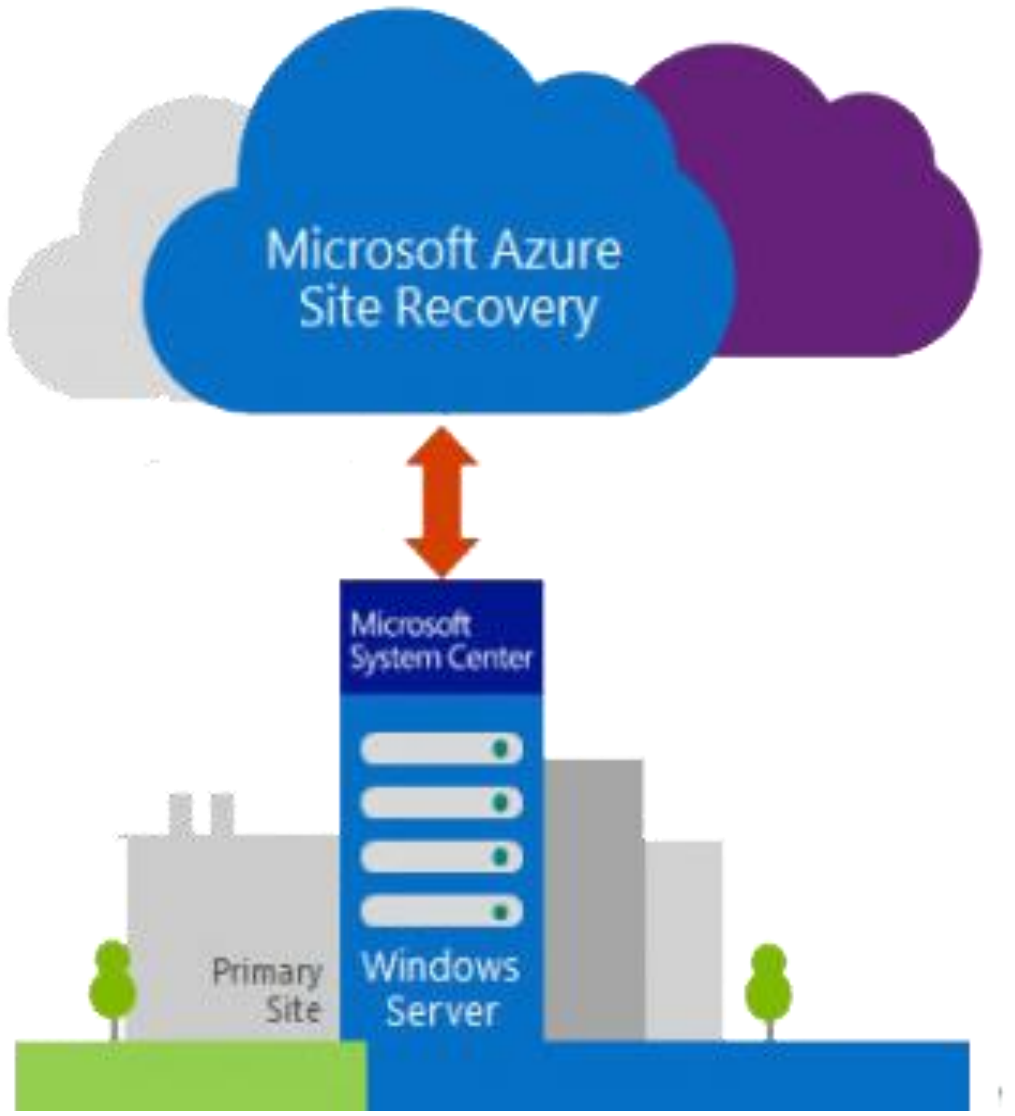 Microsoft Azure
Site Recovery
Microsoft
System Center
Primary
Site
Windows
Server